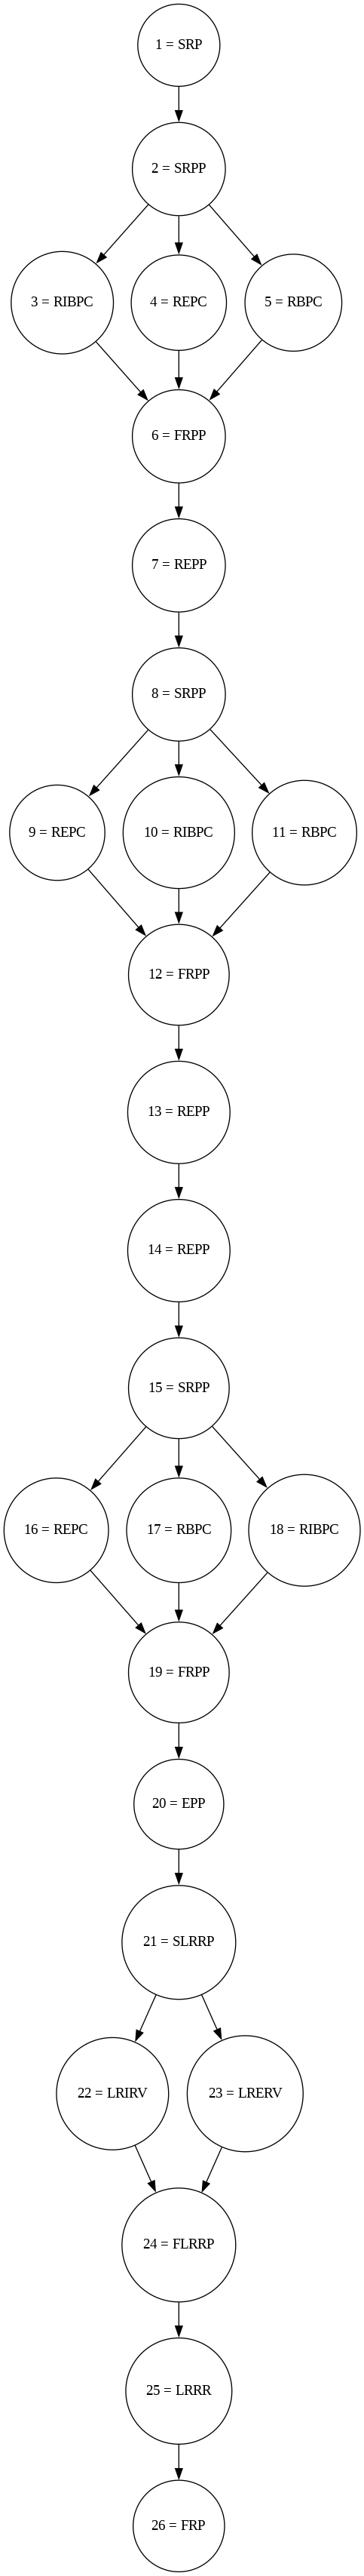 1 = SRP
2 = SRPP
3 = RIBPC
4 = REPC
5 = RBPC
6 = FRPP
7 = REPP
8 = SRPP
9 = REPC
10 = RIBPC
11 = RBPC
12 = FRPP
13 = REPP
14 = REPP
15 = SRPP
16 = REPC
17 = RBPC
18 = RIBPC
19 = FRPP
20 = EPP
21 = SLRRP
22 = LRIRV
23 = LRERV
24 = FLRRP
25 = LRRR
26 = FRP